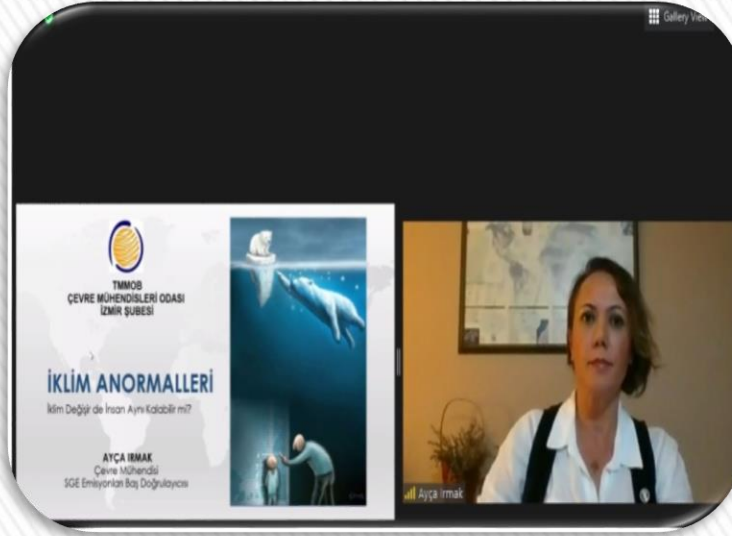 Gallery View
TMMOB
ÇEVRE MÜHENDİSLERİ ODASI
İZMİR ŞUBESİ
İKLİM ANORMALLERİ
İklim Değişir de İnsan Aynı Kalabilir mi?
AYÇA IRMAK
Çevre Mühendisi
SGE Emisyonları Baş Doğrulayıcısı
Ayça Irmak